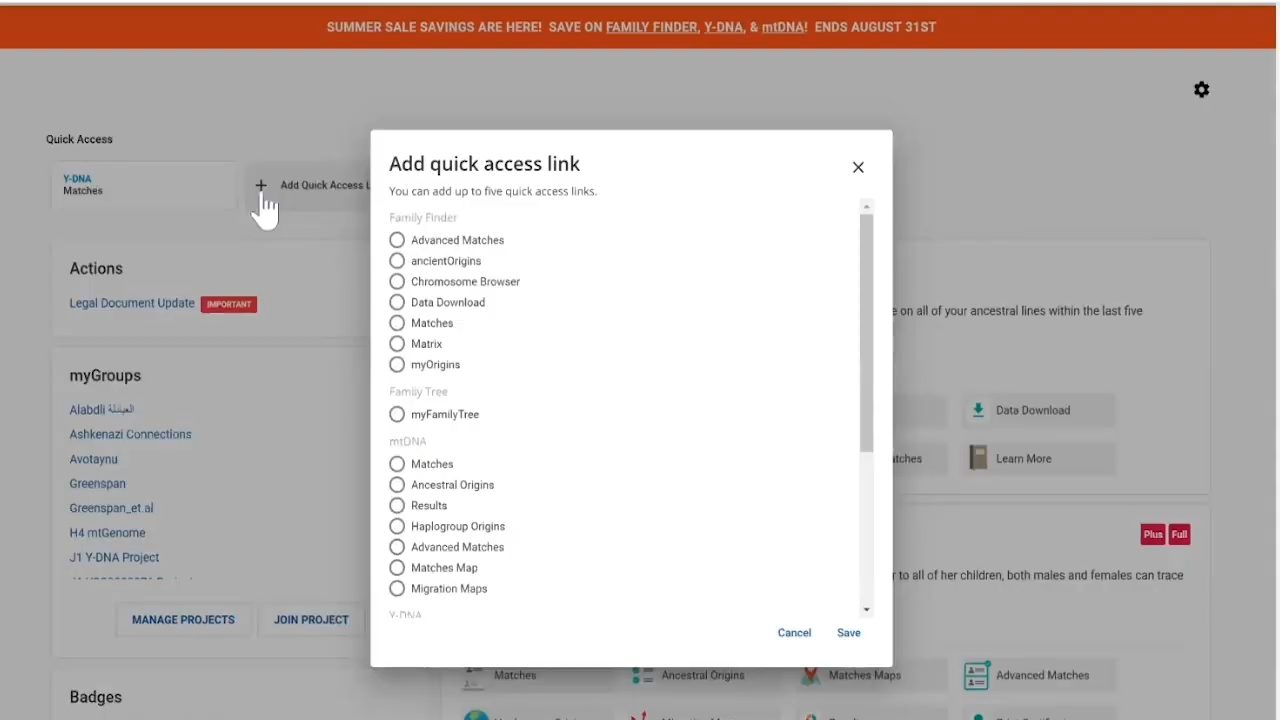 SUMMER SALE SAVINGS ARE HERE! SAVE ON FAMILY FINDER, Y-DNA, & mtDNA! ENDS AUGUST 31ST
Quick Access
Y-DNA
Matches
+ Add Quick Access L
Add quick access link
You can add up to five quick access links.
Family Finder
Advanced Matches
ancientOrigins
Chromosome Browser
Data Download
Matches
Matrix
myOrigins
Family Tree
myFamilyTree
mtDNA
Matches
Ancestral Origins
Results
Haplogroup Origins
Advanced Matches
Matches Map
Migration Maps
Y-DNA
Cancel
Save
Actions
Legal Document Update IMPORTANT
myGroups
Alabdli العبادلة
Ashkenazi Connections
Avotaynu
Greenspan
Greenspan_et.al
H4 mtGenome
J1 Y-DNA Project
MANAGE PROJECTS
JOIN PROJECT
Badges
on all of your ancestral lines within the last five
Data Download
tches
Learn More
Plus Full
to all of her children, both males and females can trace
Matches
Ancestral Origins
Matches Maps
Advanced Matches